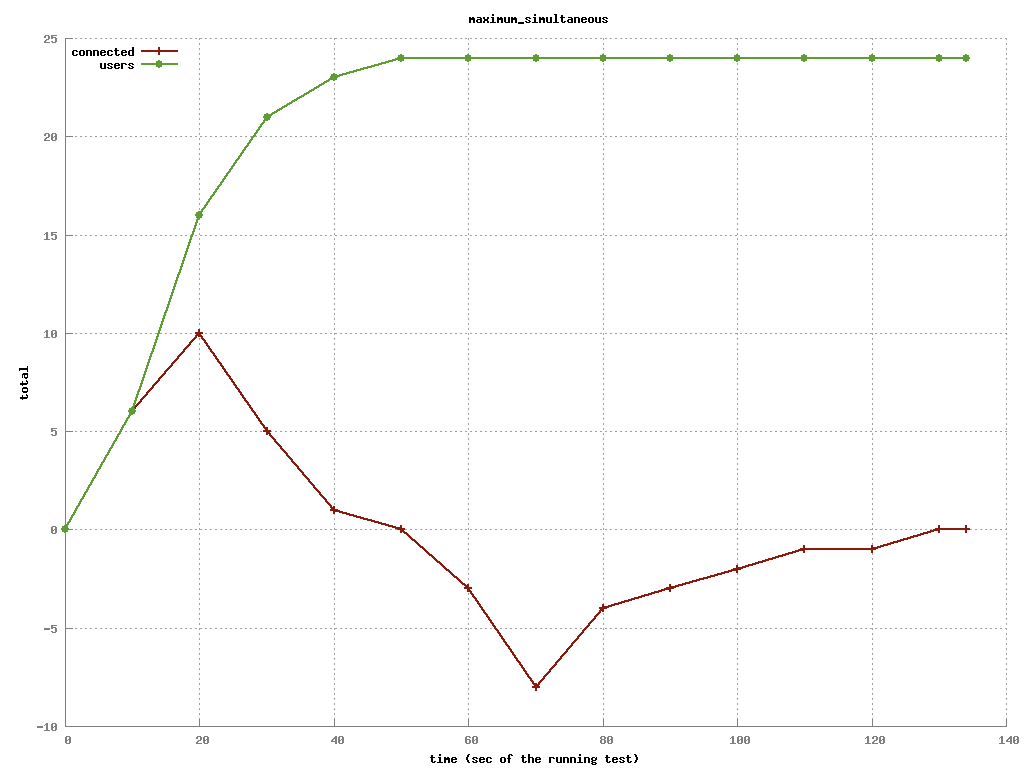 maximum_simultaneous
connected
users
25
20
15
10
5
0
-5
-10
total
0 20 40 60 80 100 120 140
time (sec of the running test)